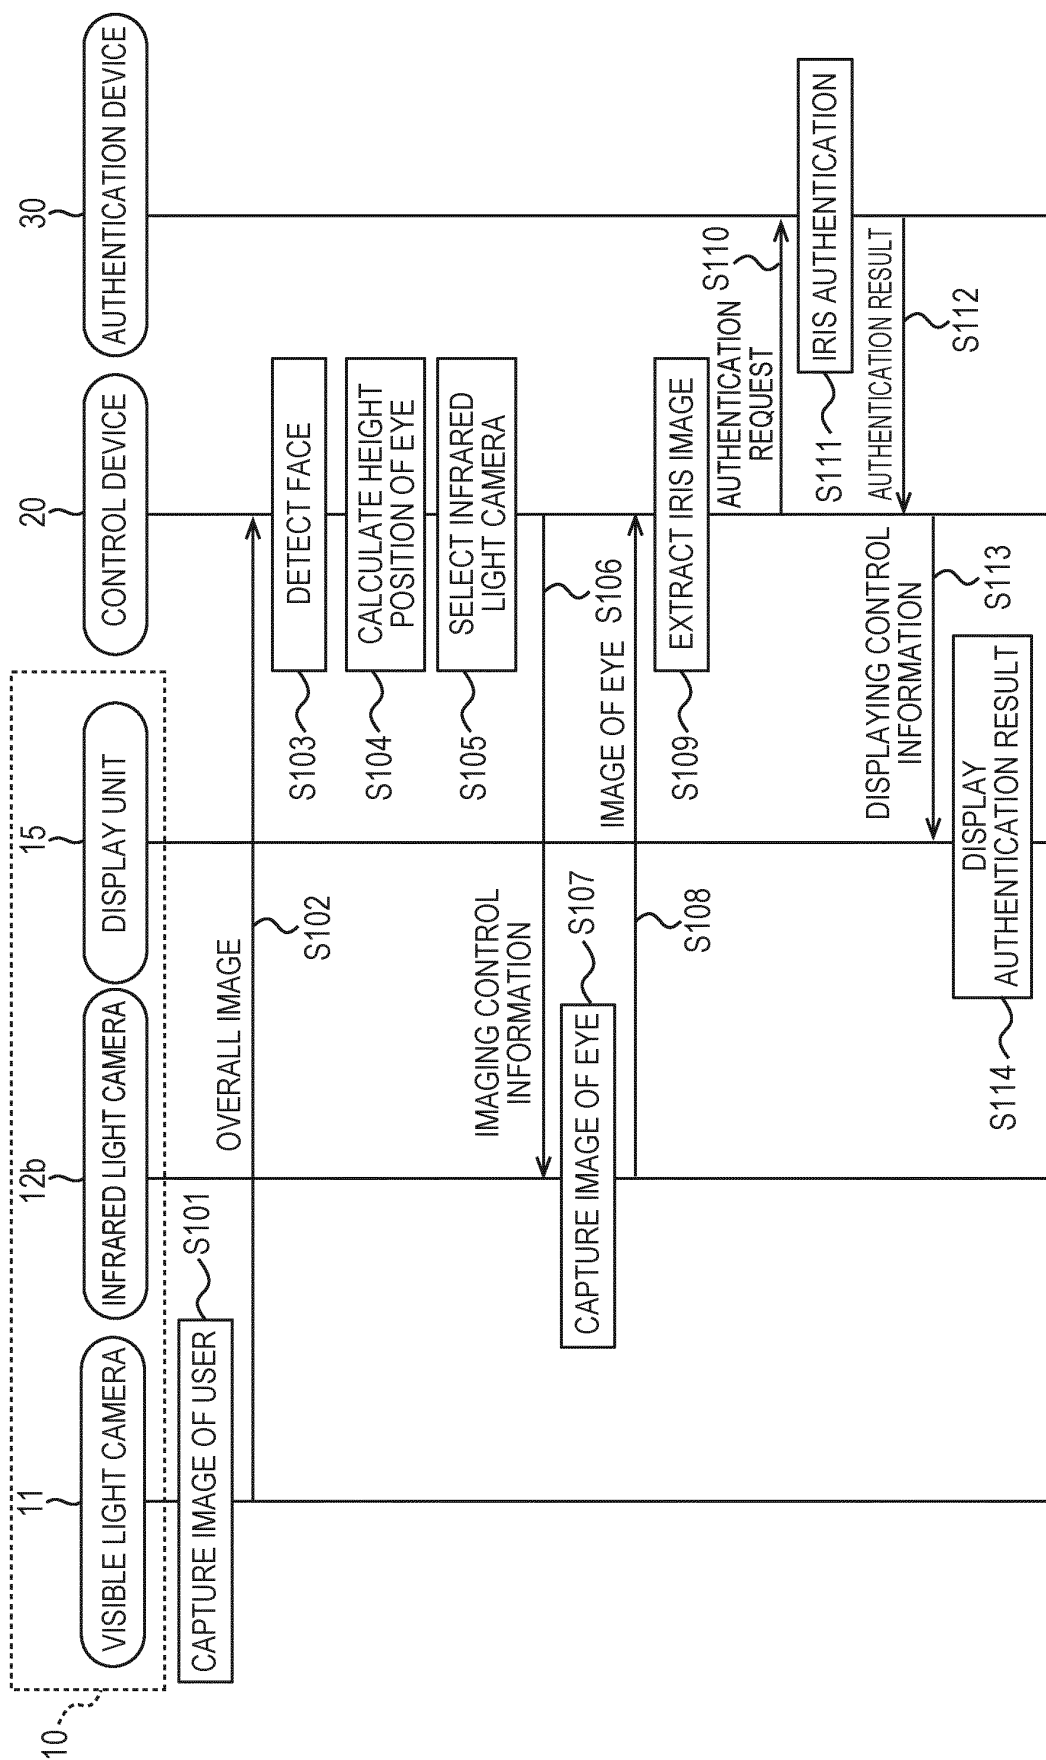 10
11
VISIBLE LIGHT CAMERA
12b
INFRARED LIGHT CAMERA
15
DISPLAY UNIT
20
CONTROL DEVICE
30
AUTHENTICATION DEVICE
CAPTURE IMAGE OF USER
S101
OVERALL IMAGE
S102
DETECT FACE
S103
CALCULATE HEIGHT
POSITION OF EYE
S104
SELECT INFRARED
LIGHT CAMERA
S105
IMAGING CONTROL
INFORMATION
S106
CAPTURE IMAGE OF EYE
S107
IMAGE OF EYE
S108
EXTRACT IRIS IMAGE
S109
AUTHENTICATION
REQUEST
S110
IRIS AUTHENTICATION
S111
AUTHENTICATION RESULT
S112
DISPLAYING CONTROL
INFORMATION
S113
DISPLAY
AUTHENTICATION RESULT
S114